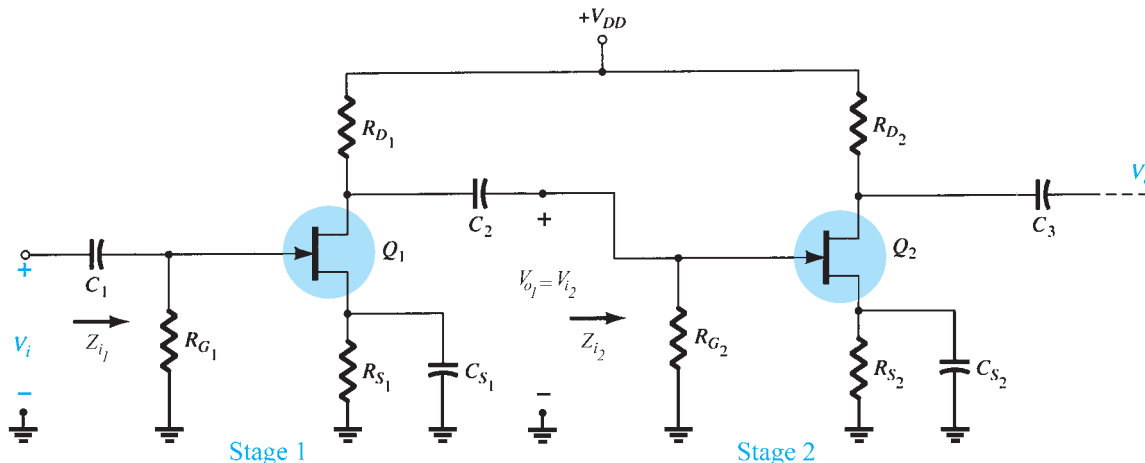 +V_DD
R_D1
R_D2
C_2
+
C_3
V
Q_1
Q_2
+
C_1
V_o1 = V_i2
Z_i1
R_G1
Z_i2
R_G2
V_i
R_S1
C_S1
R_S2
C_S2
−
−
Stage 1
Stage 2